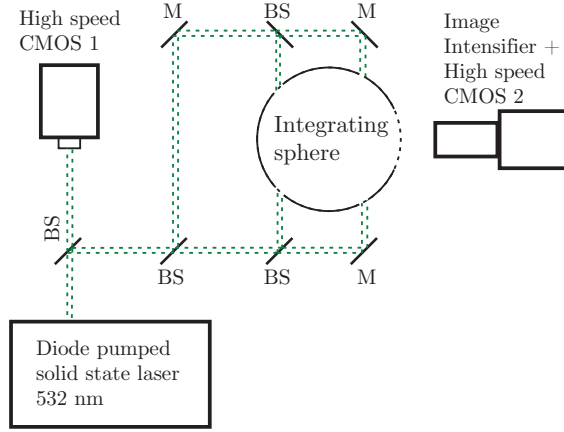 High speed
CMOS 1
M
BS
M
Image
Intensifier +
High speed
CMOS 2
Integrating
sphere
BS
BS
BS
M
Diode pumped
solid state laser
532 nm